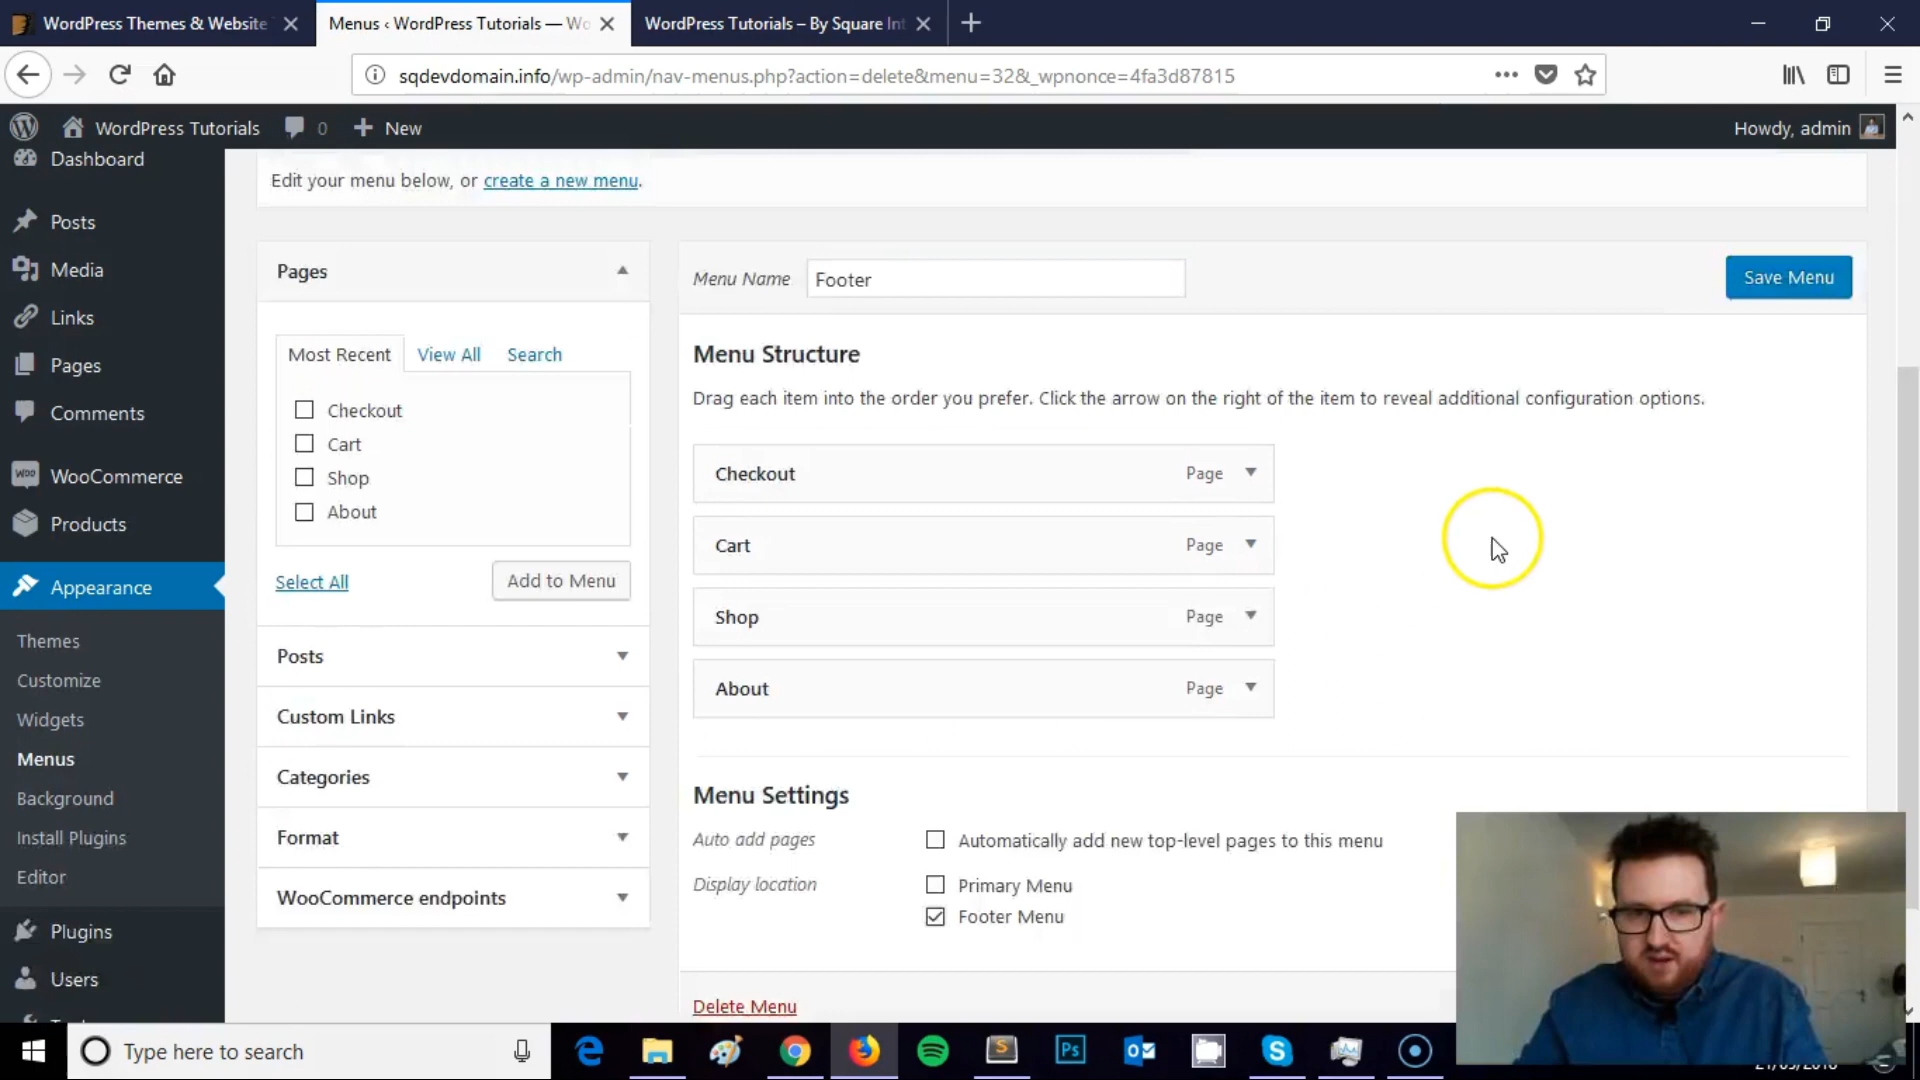 WordPress Themes & Website
Menus ‹ WordPress Tutorials — Wo
WordPress Tutorials – By Square Int
sqdevdomain.info/wp-admin/nav-menus.php?action=delete&menu=32&_wpnonce=4fa3d87815
WordPress Tutorials
0
New
Howdy, admin
Dashboard
Posts
Media
Links
Pages
Comments
WooCommerce
Products
Appearance
Themes
Customize
Widgets
Menus
Background
Install Plugins
Editor
Plugins
Users
Edit your menu below, or create a new menu.
Pages
Most Recent
View All
Search
Checkout
Cart
Shop
About
Select All
Add to Menu
Posts
Custom Links
Categories
Format
WooCommerce endpoints
Menu Name
Footer
Save Menu
Menu Structure
Drag each item into the order you prefer. Click the arrow on the right of the item to reveal additional configuration options.
Checkout Page
Cart Page
Shop Page
About Page
Menu Settings
Auto add pages
Automatically add new top-level pages to this menu
Display location
Primary Menu
Footer Menu
Delete Menu
Type here to search